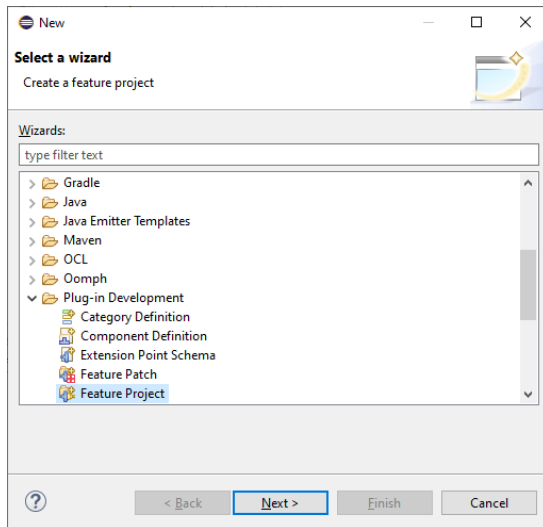 New
Select a wizard
Create a feature project
Wizards:
type filter text
Gradle
Java
Java Emitter Templates
Maven
OCL
Oomph
Plug-in Development
Category Definition
Component Definition
Extension Point Schema
Feature Patch
Feature Project
?
< Back Next > Finish Cancel